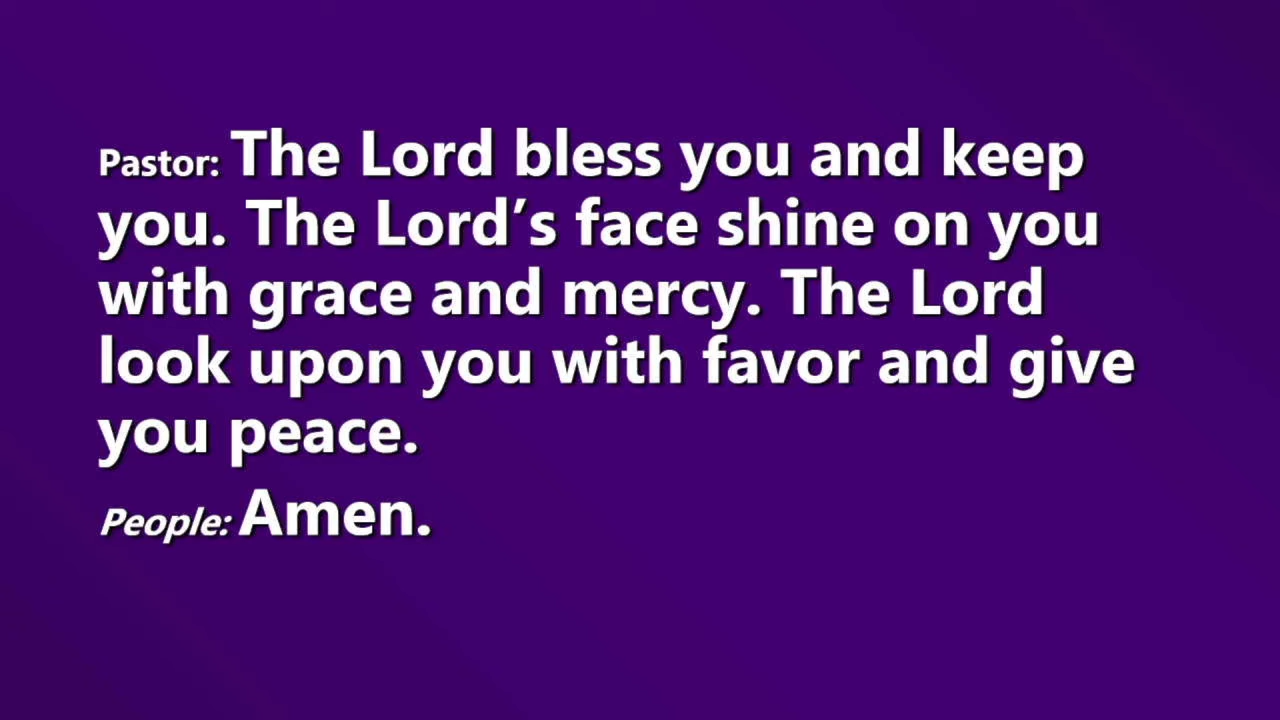 Pastor: The Lord bless you and keep
you. The Lord’s face shine on you
with grace and mercy. The Lord
look upon you with favor and give
you peace.
People: Amen.